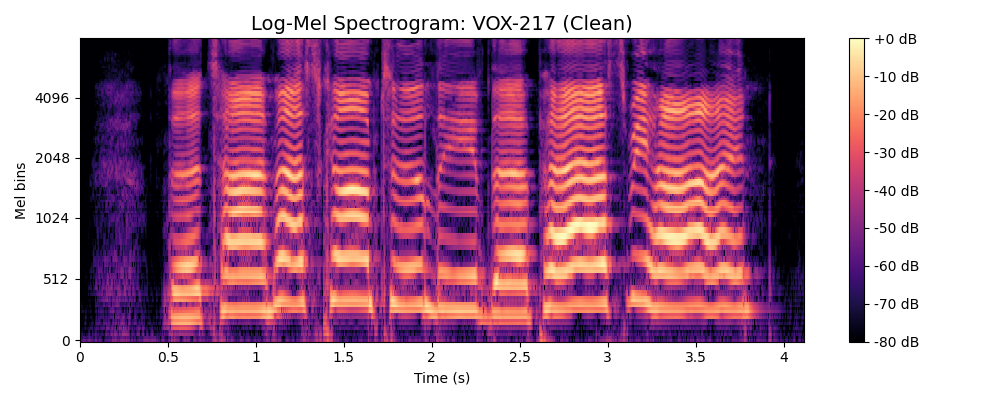 Log-Mel Spectrogram: VOX-217 (Clean)
Mel bins
4096
2048
1024
512
0
0 0.5 1 1.5 2 2.5 3 3.5 4
Time (s)
+0 dB
-10 dB
-20 dB
-30 dB
-40 dB
-50 dB
-60 dB
-70 dB
-80 dB